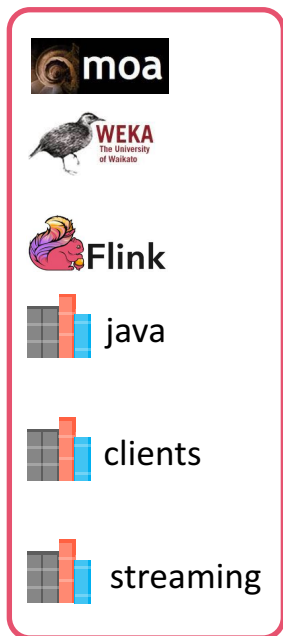 moa
WEKA
The University
of Waikato
Flink
java
clients
streaming